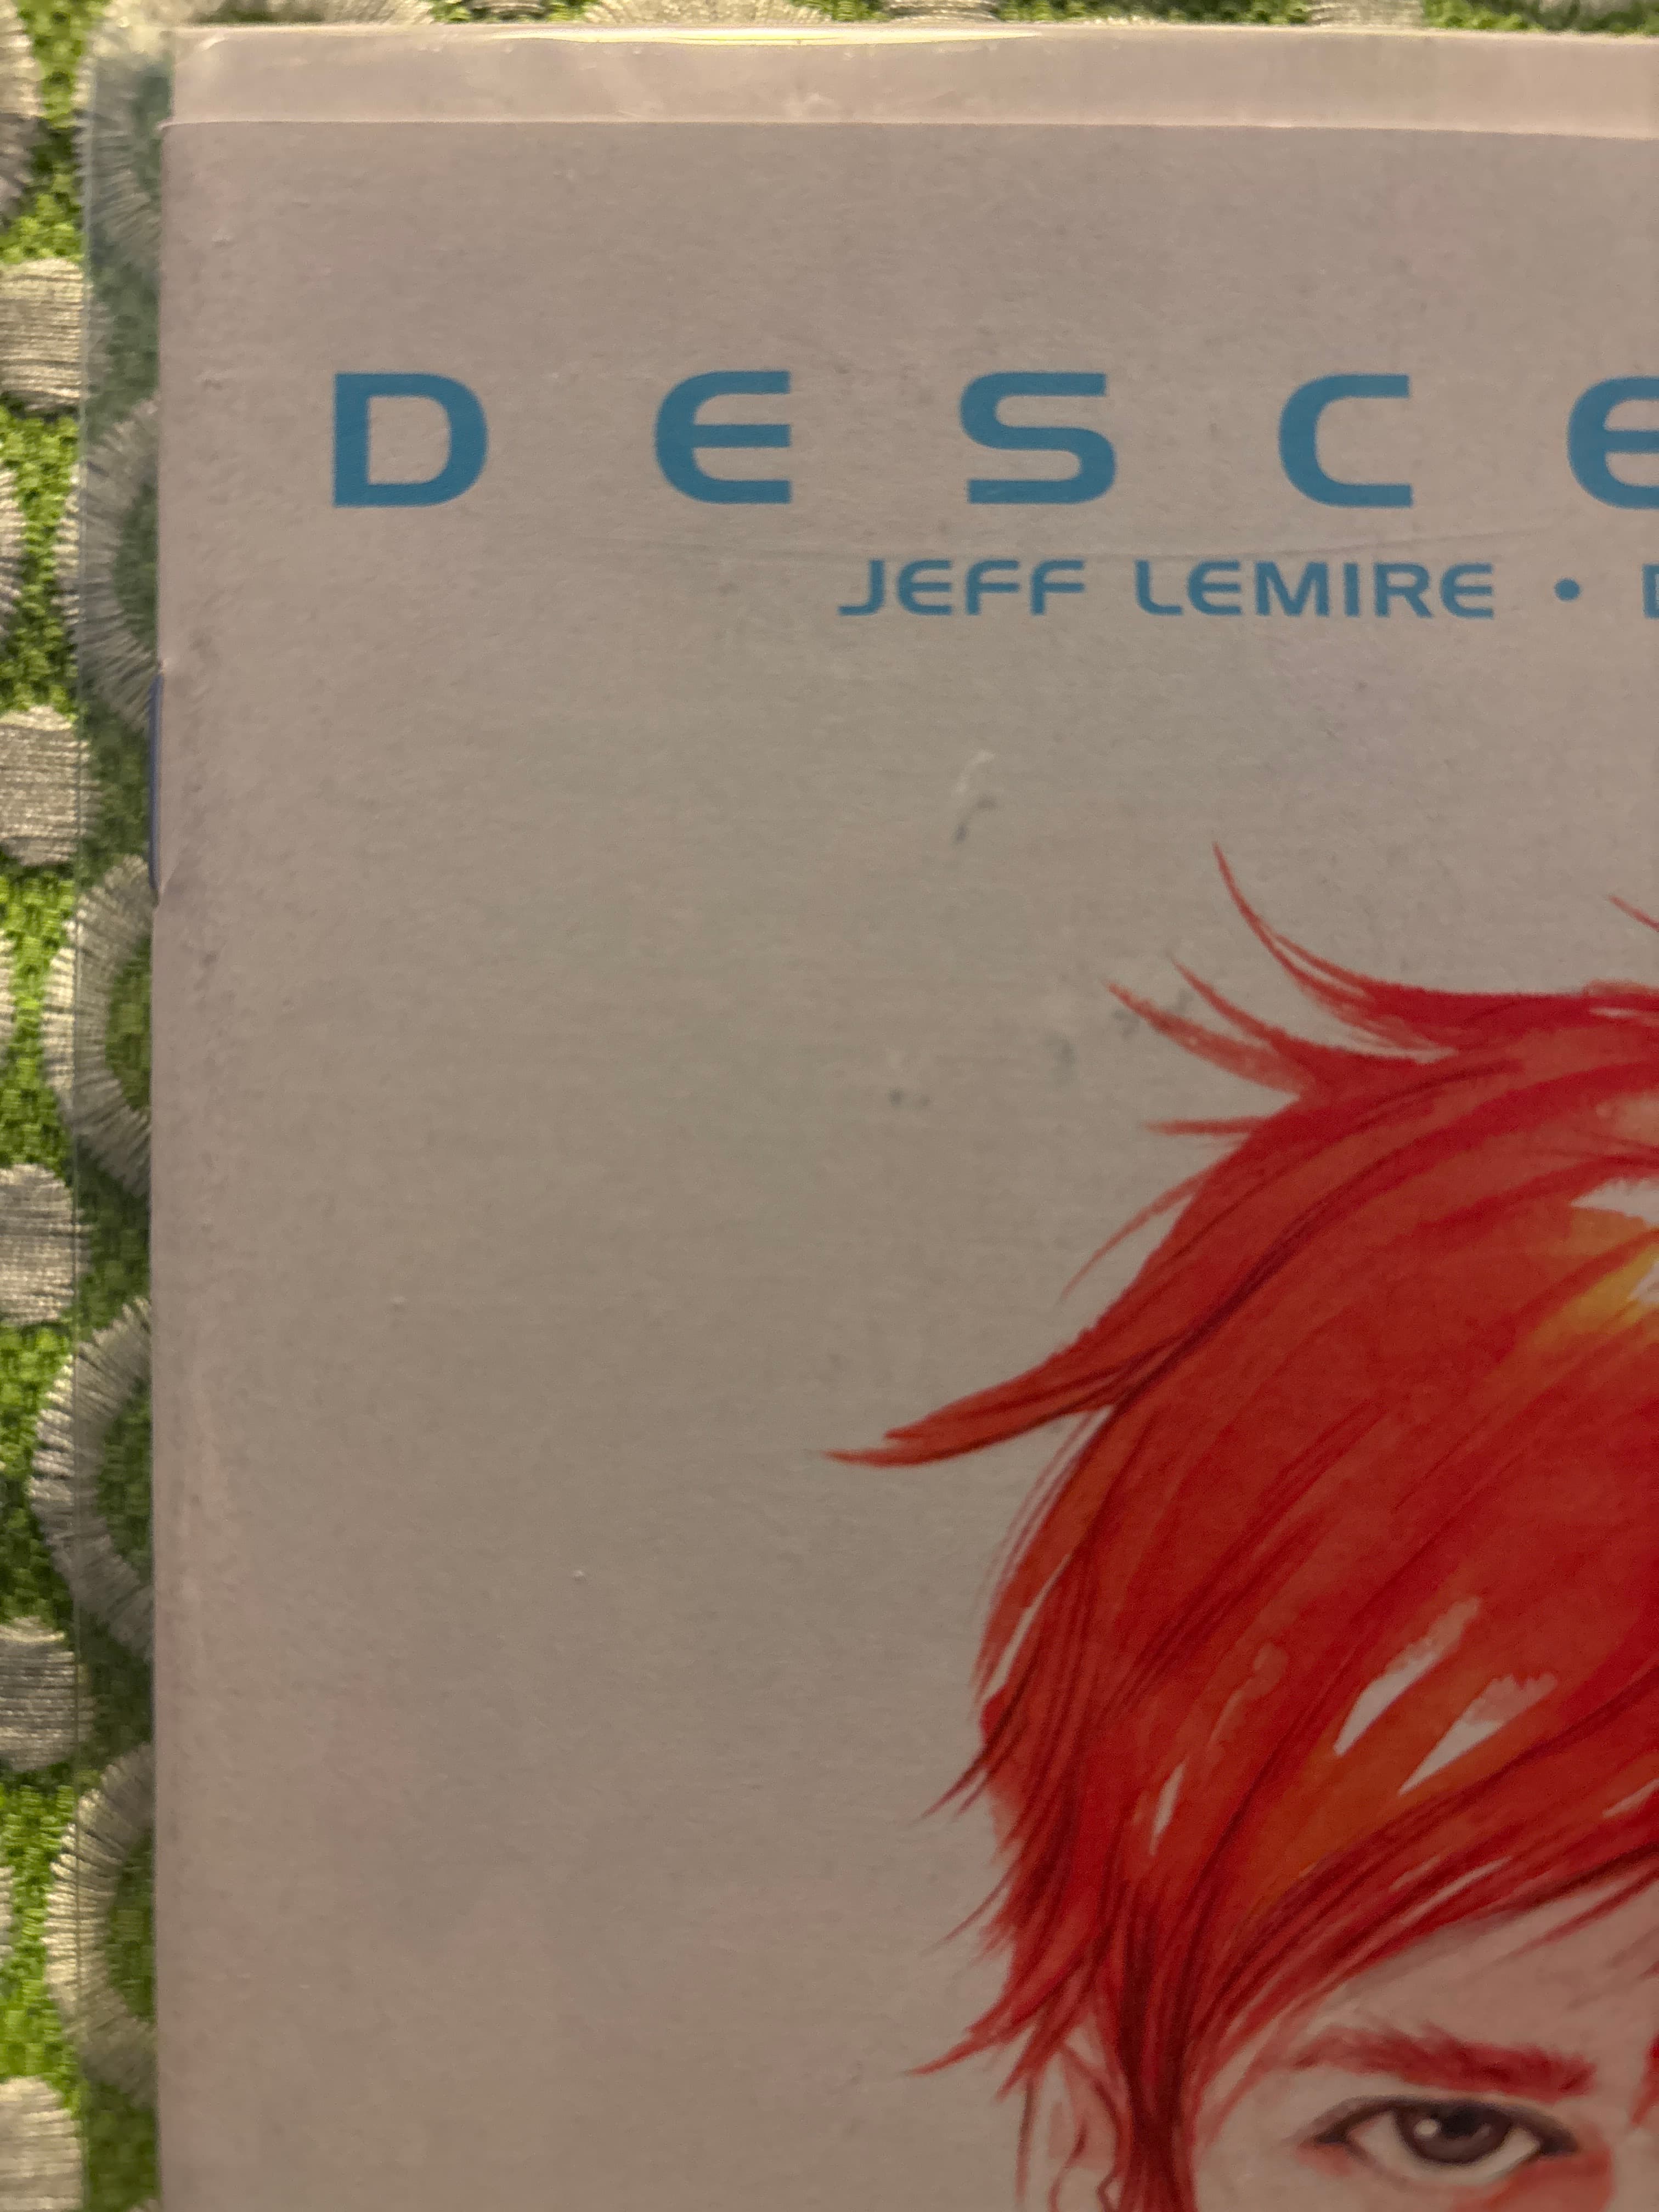 DESCE
JEFF LEMIRE • D